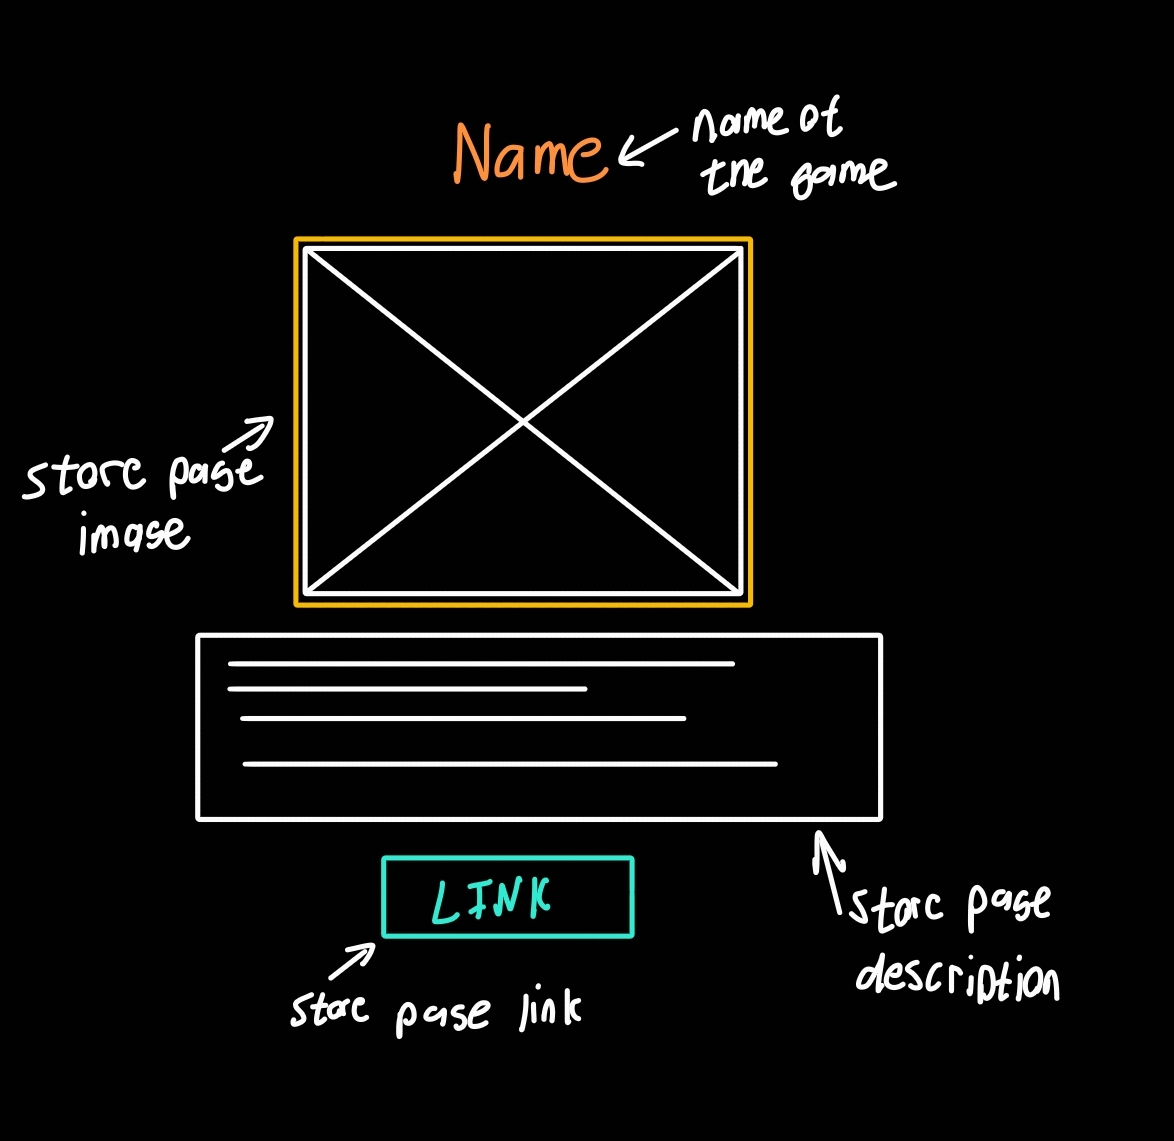 Name
name of
the game
store page
image
LINK
store page
description
store page link